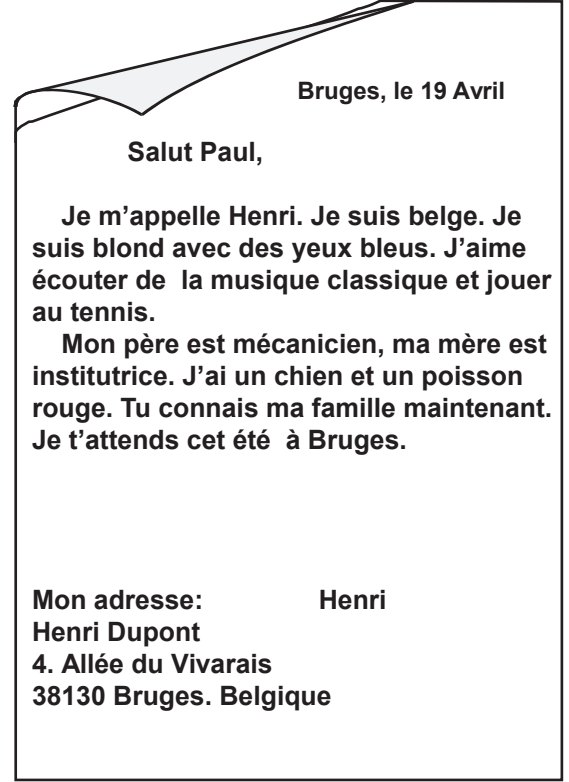 Bruges, le 19 Avril
Salut Paul,
Je m’appelle Henri. Je suis belge. Je
suis blond avec des yeux bleus. J’aime
écouter de  la musique classique et jouer
au tennis.
Mon père est mécanicien, ma mère est
institutrice. J’ai un chien et un poisson
rouge. Tu connais ma famille maintenant.
Je t'attends cet été  à Bruges.
Mon adresse: Henri
Henri Dupont
4. Allée du Vivarais
38130 Bruges. Belgique